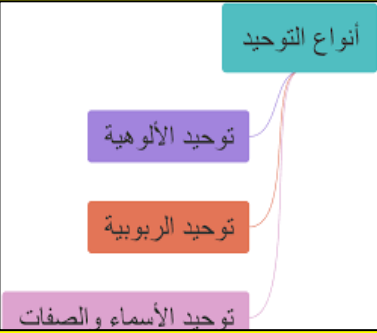 أنواع التوحيد
توحيد الألوهية
توحيد الربوبية
توحيد الأسماء والصفات